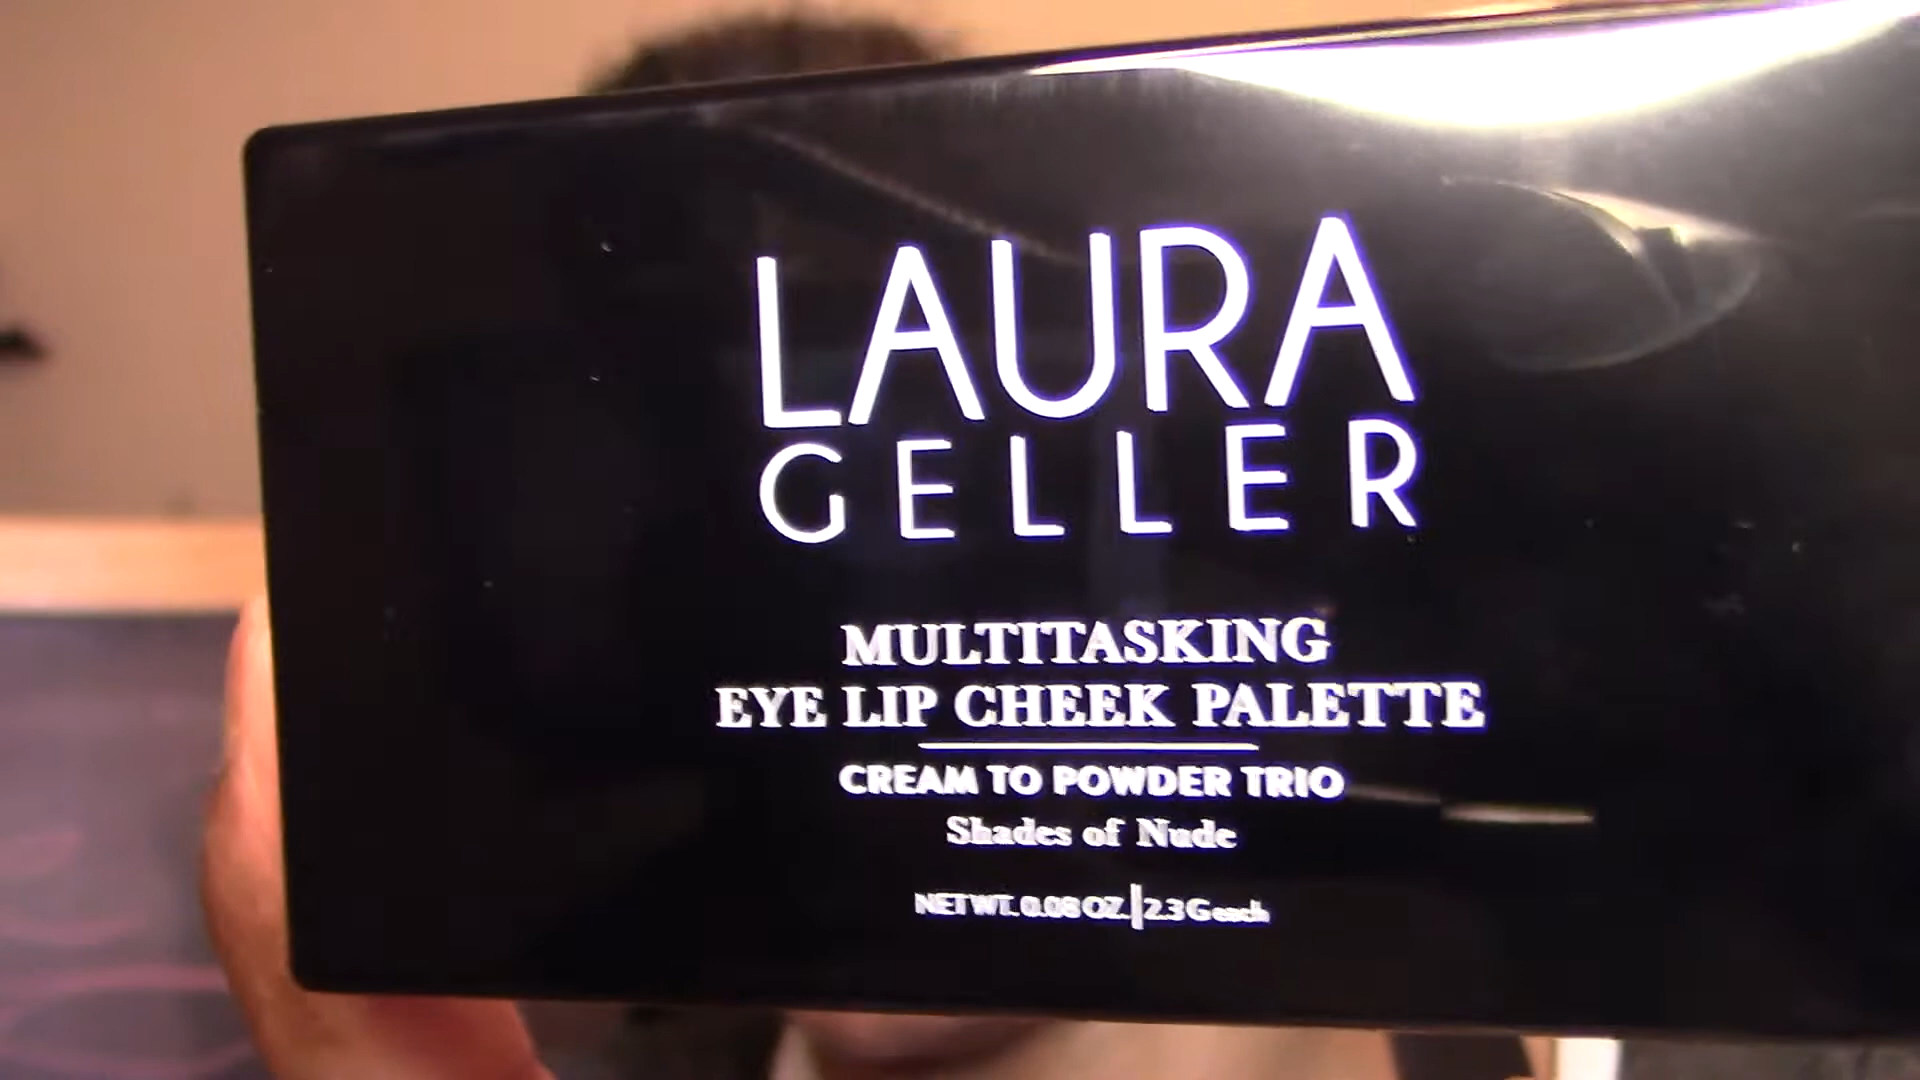 LAURA
GELLER
MULTITASKING
EYE LIP CHEEK PALETTE
CREAM TO POWDER TRIO
Shades of Nude
NET WT. 0.08 OZ.|2.3 G each